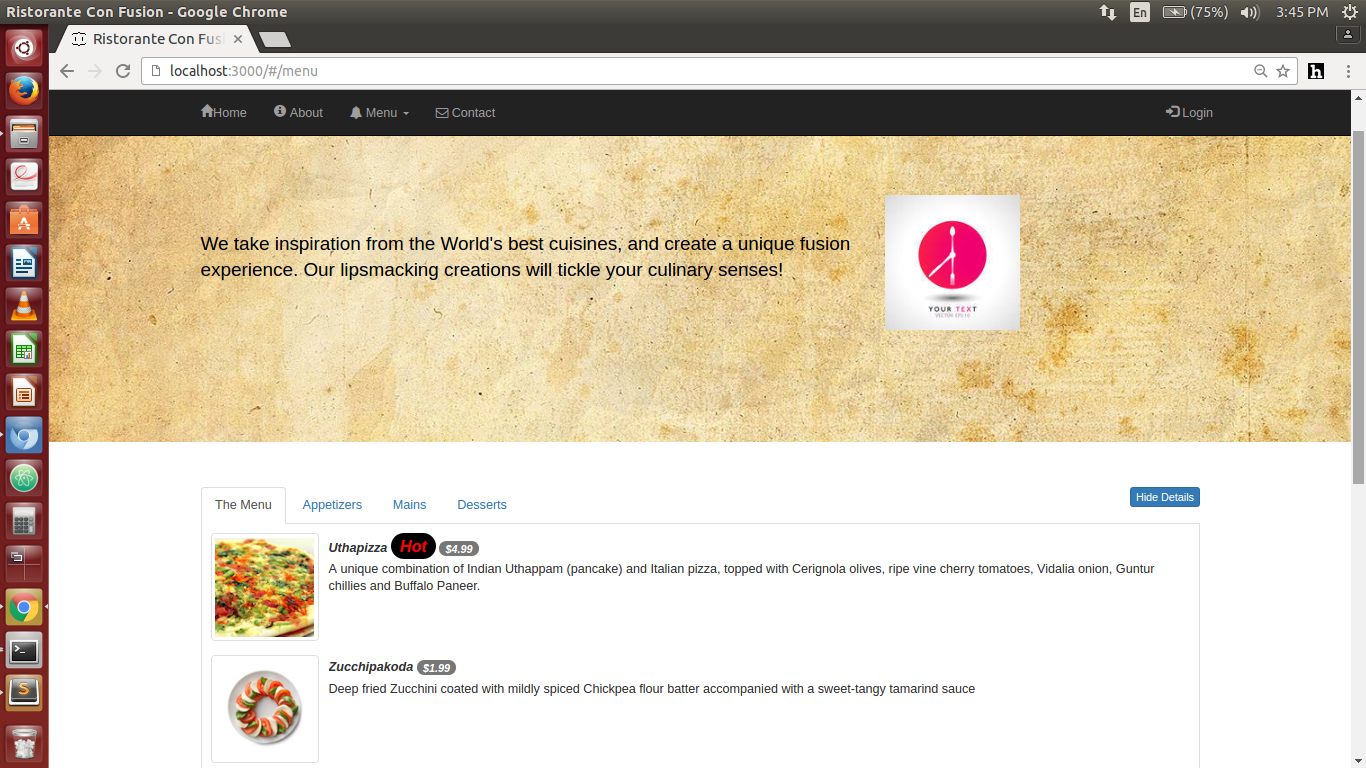 Ristorante Con Fusion - Google Chrome
En
(75%)
3:45 PM
Ristorante Con Fus
localhost:3000/#/menu
h
Home
About
Menu
Contact
Login
We take inspiration from the World's best cuisines, and create a unique fusion
experience. Our lipsmacking creations will tickle your culinary senses!
YOUR TEXT
VECTOR EPS10
The Menu
Appetizers
Mains
Desserts
Hide Details
Uthapizza Hot $4.99
A unique combination of Indian Uthappam (pancake) and Italian pizza, topped with Cerignola olives, ripe vine cherry tomatoes, Vidalia onion, Guntur
chillies and Buffalo Paneer.
Zucchipakoda $1.99
Deep fried Zucchini coated with mildly spiced Chickpea flour batter accompanied with a sweet-tangy tamarind sauce